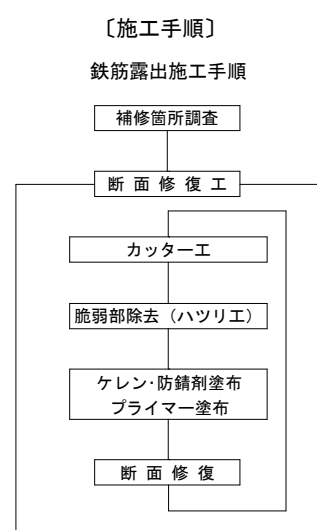 〔施工手順〕
鉄筋露出施工手順
補修箇所調査
断面修復工
カッター工
脆弱部除去（ハツリ工）
ケレン･防錆剤塗布
プライマー塗布
断面修復